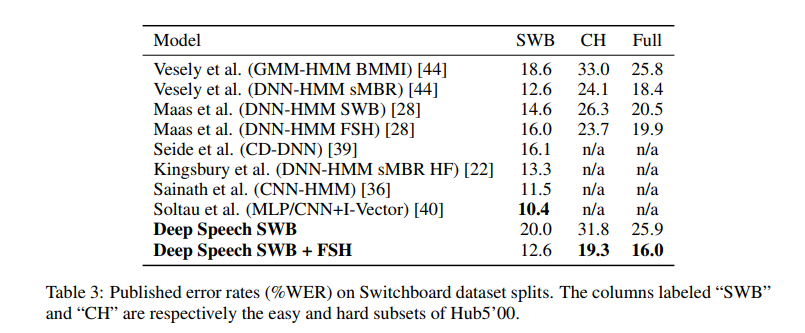 Model SWB CH Full
Vesely et al. (GMM-HMM BMMI) [44] 18.6 33.0 25.8
Vesely et al. (DNN-HMM sMBR) [44] 12.6 24.1 18.4
Maas et al. (DNN-HMM SWB) [28] 14.6 26.3 20.5
Maas et al. (DNN-HMM FSH) [28] 16.0 23.7 19.9
Seide et al. (CD-DNN) [39] 16.1 n/a n/a
Kingsbury et al. (DNN-HMM sMBR HF) [22] 13.3 n/a n/a
Sainath et al. (CNN-HMM) [36] 11.5 n/a n/a
Soltau et al. (MLP/CNN+I-Vector) [40] 10.4 n/a n/a
Deep Speech SWB 20.0 31.8 25.9
Deep Speech SWB + FSH 12.6 19.3 16.0
Table 3: Published error rates (%WER) on Switchboard dataset splits. The columns labeled “SWB”
and “CH” are respectively the easy and hard subsets of Hub5’00.